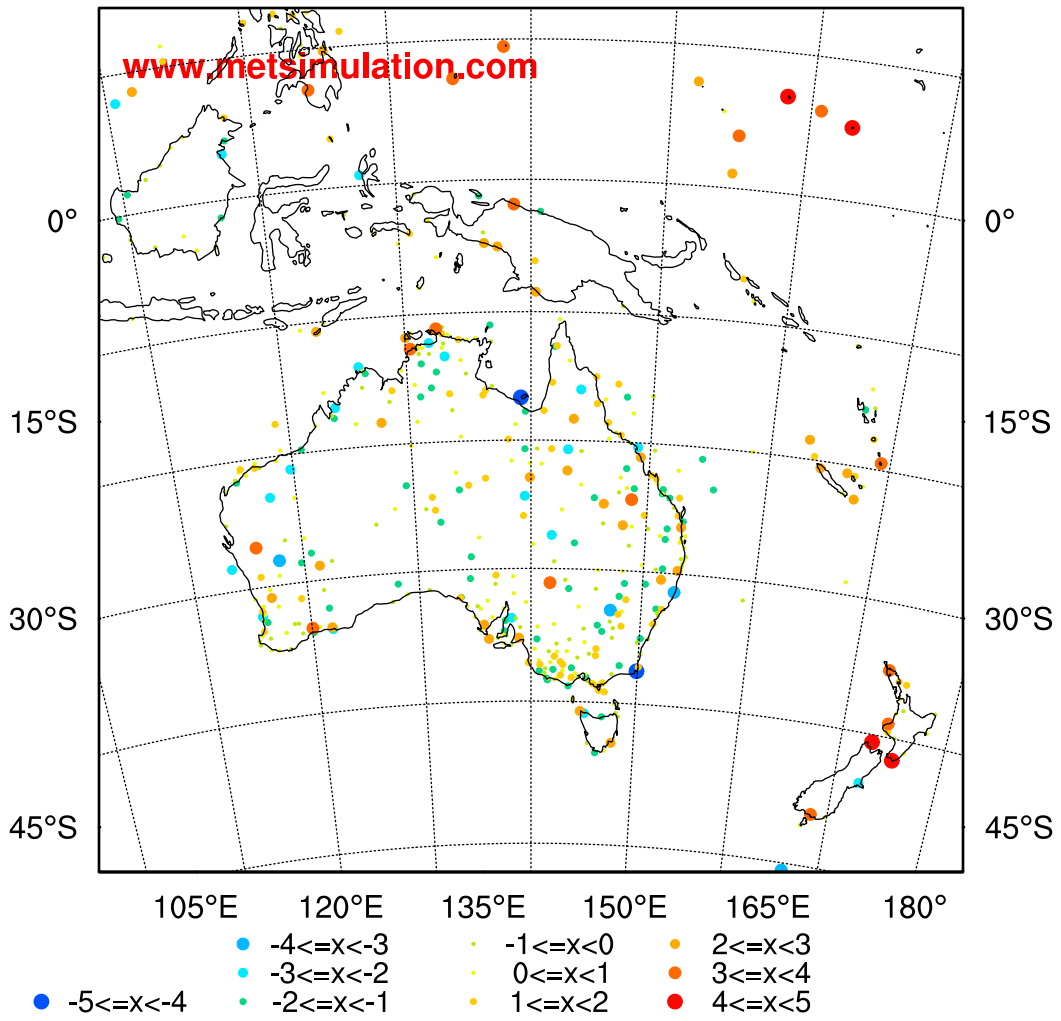 www.metsimulation.com
0° 0°
15°S 15°S
30°S 30°S
45°S 45°S
105°E 120°E 135°E 150°E 165°E 180°
-4<=x<-3 -1<=x<0 2<=x<3
-3<=x<-2 0<=x<1 3<=x<4
-5<=x<-4 -2<=x<-1 1<=x<2 4<=x<5